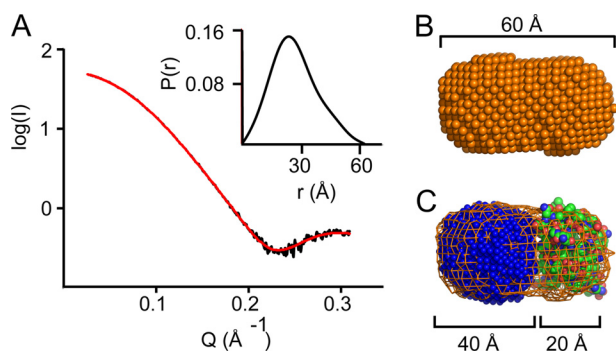 A
2
1
0
log(I)
0.1
0.2
0.3
Q (Å⁻¹)
0.16
0.08
P(r)
30
60
r (Å)
B
60 Å
C
40 Å
20 Å